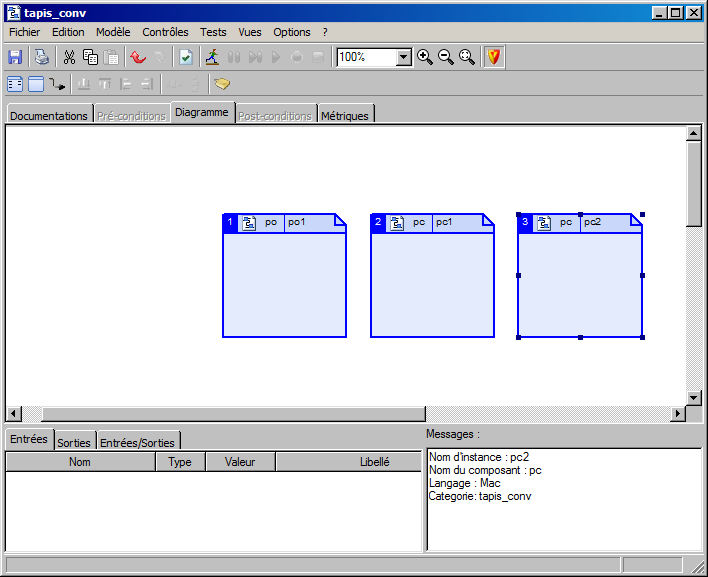 tapis_conv
Fichier Edition Modèle Contrôles Tests Vues Options ?
100%
Documentations Pré-conditions Diagramme Post-conditions Métriques
1 pc po1 2 pc pc1 3 pc pc2
Entrées Sorties Entrées/Sorties
Nom Type Valeur Libellé
Messages :
Nom d'instance : pc2
Nom du composant : pc
Langage : Mac
Categorie: tapis_conv